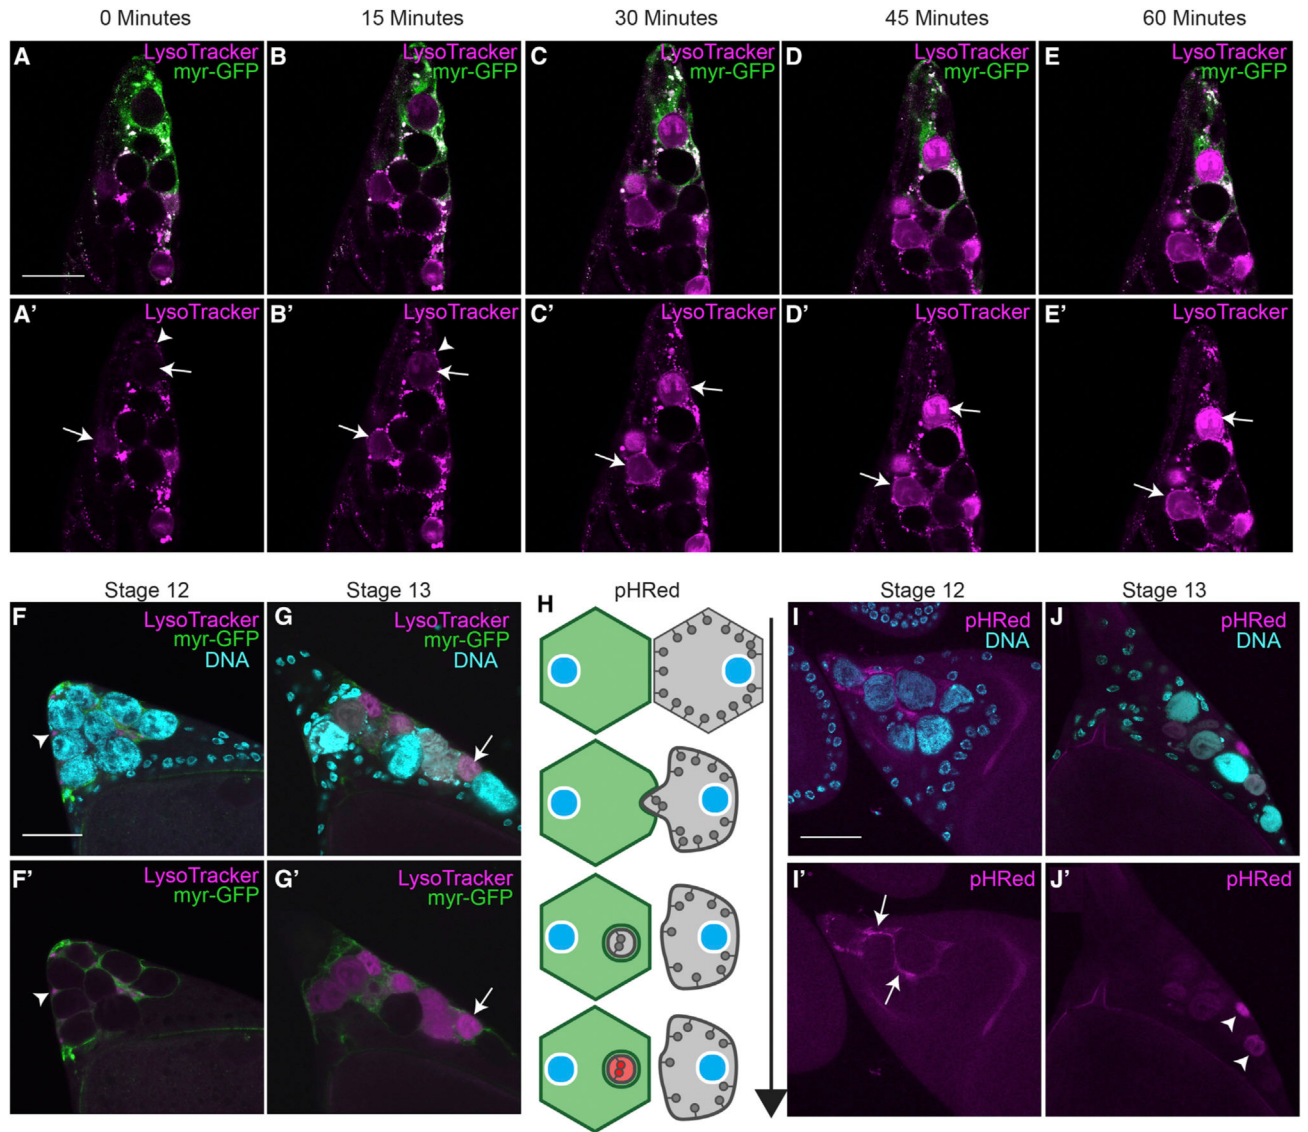 0 Minutes
15 Minutes
30 Minutes
45 Minutes
60 Minutes
A
LysoTracker
myr-GFP
B
LysoTracker
myr-GFP
C
LysoTracker
myr-GFP
D
LysoTracker
myr-GFP
E
LysoTracker
myr-GFP
A'
LysoTracker
B'
LysoTracker
C'
LysoTracker
D'
LysoTracker
E'
LysoTracker
Stage 12
Stage 13
H
pHRed
Stage 12
Stage 13
F
LysoTracker
myr-GFP
DNA
G
LysoTracker
myr-GFP
DNA
I
pHRed
DNA
J
pHRed
DNA
F'
LysoTracker
myr-GFP
G'
LysoTracker
myr-GFP
I'
pHRed
J'
pHRed